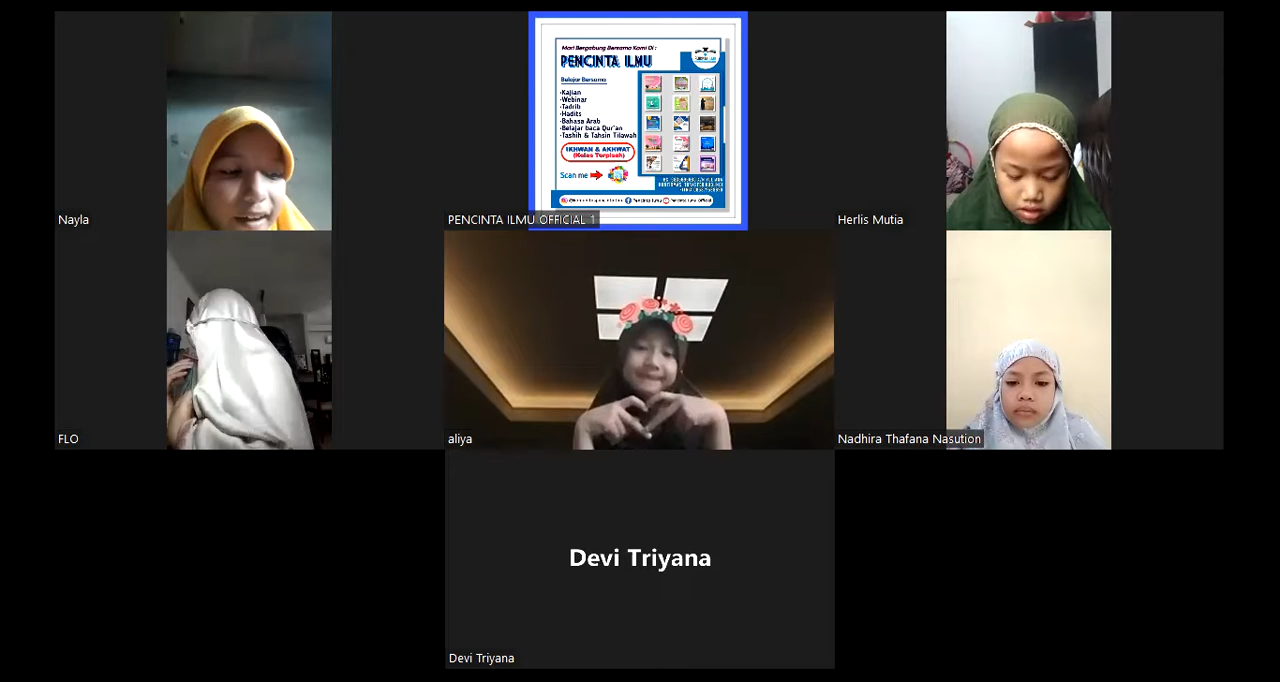 Mari Bergabung Bersama Kami Di :
PENCINTA ILMU
Belajar Bersama
-Kajian
-Webinar
-Tadrib
-Hadits
-Bahasa Arab
-Belajar baca Qur'an
-Tashih & Tahsin Tilawah
IKHWAN & AKHWAT
(Kelas Terpisah)
Scan me
Nayla
PENCINTA ILMU OFFICIAL 1
Herlis Mutia
FLO
aliya
Nadhira Thafana Nasution
Devi Triyana
Devi Triyana